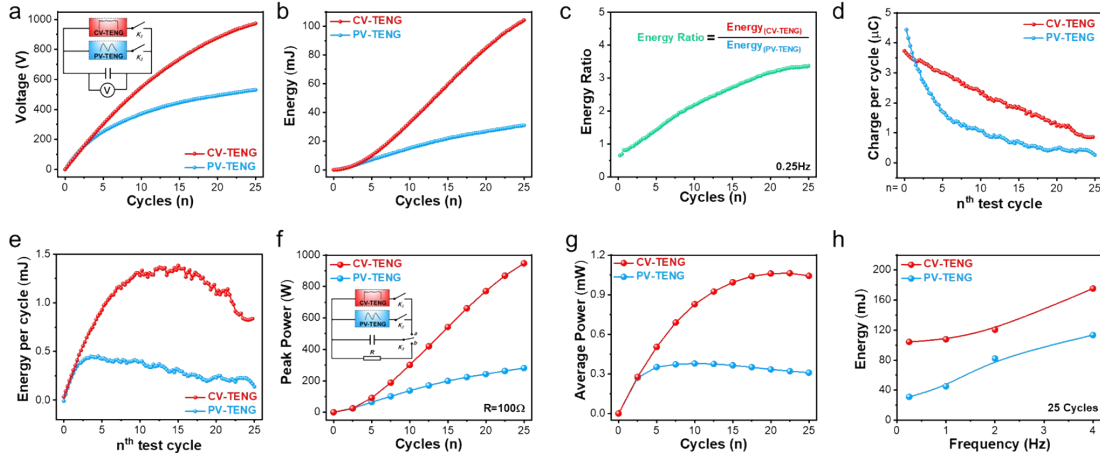 a
1000
800
600
400
200
0
Voltage (V)
CV-TENG
K1
PV-TENG
K2
V
CV-TENG
PV-TENG
0 5 10 15 20 25
Cycles (n)
b
100
80
60
40
20
0
Energy (mJ)
CV-TENG
PV-TENG
0 5 10 15 20 25
Cycles (n)
c
5
4
3
2
1
0
Energy Ratio
Energy Ratio = Energy(CV-TENG)
Energy(PV-TENG)
0.25Hz
0 5 10 15 20 25
Cycles (n)
d
5
4
3
2
1
0
Charge per cycle (μC)
CV-TENG
PV-TENG
n= 0 5 10 15 20 25
nth test cycle
e
1.5
1.0
0.5
0.0
Energy per cycle (mJ)
CV-TENG
PV-TENG
0 5 10 15 20 25
nth test cycle
f
1000
800
600
400
200
0
Peak Power (W)
CV-TENG
PV-TENG
CV-TENG
PV-TENG
a
b
R
R=100Ω
0 5 10 15 20 25
Cycles (n)
g
1.2
0.9
0.6
0.3
0.0
Average Power (mW)
CV-TENG
PV-TENG
0 5 10 15 20 25
Cycles (n)
h
200
160
120
80
40
0
Energy (mJ)
CV-TENG
PV-TENG
25 Cycles
0 1 2 3 4
Frequency (Hz)